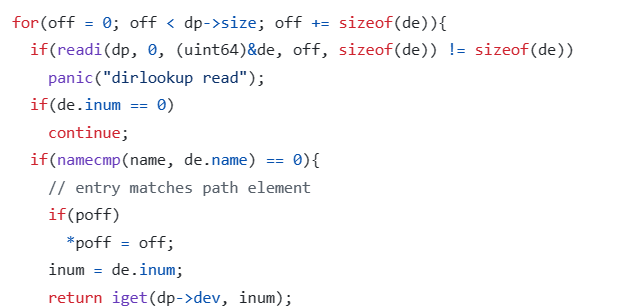 for(off = 0; off < dp->size; off += sizeof(de)){
  if(readi(dp, 0, (uint64)&de, off, sizeof(de)) != sizeof(de))
    panic("dirlookup read");
  if(de.inum == 0)
    continue;
  if(namecmp(name, de.name) == 0){
    // entry matches path element
    if(poff)
      *poff = off;
    inum = de.inum;
    return iget(dp->dev, inum);